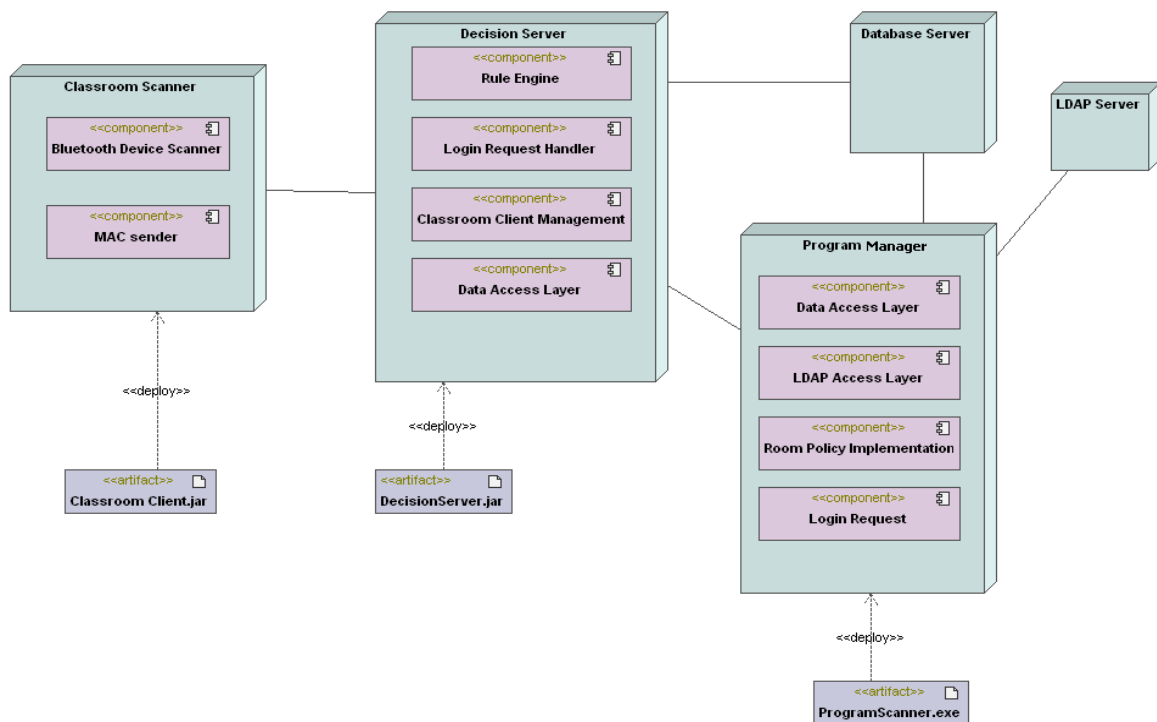 Classroom Scanner
<<component>>
Bluetooth Device Scanner
<<component>>
MAC sender
<<deploy>>
<<artifact>>
Classroom Client.jar
Decision Server
<<component>>
Rule Engine
<<component>>
Login Request Handler
<<component>>
Classroom Client Management
<<component>>
Data Access Layer
<<deploy>>
<<artifact>>
DecisionServer.jar
Database Server
LDAP Server
Program Manager
<<component>>
Data Access Layer
<<component>>
LDAP Access Layer
<<component>>
Room Policy Implementation
<<component>>
Login Request
<<deploy>>
<<artifact>>
ProgramScanner.exe